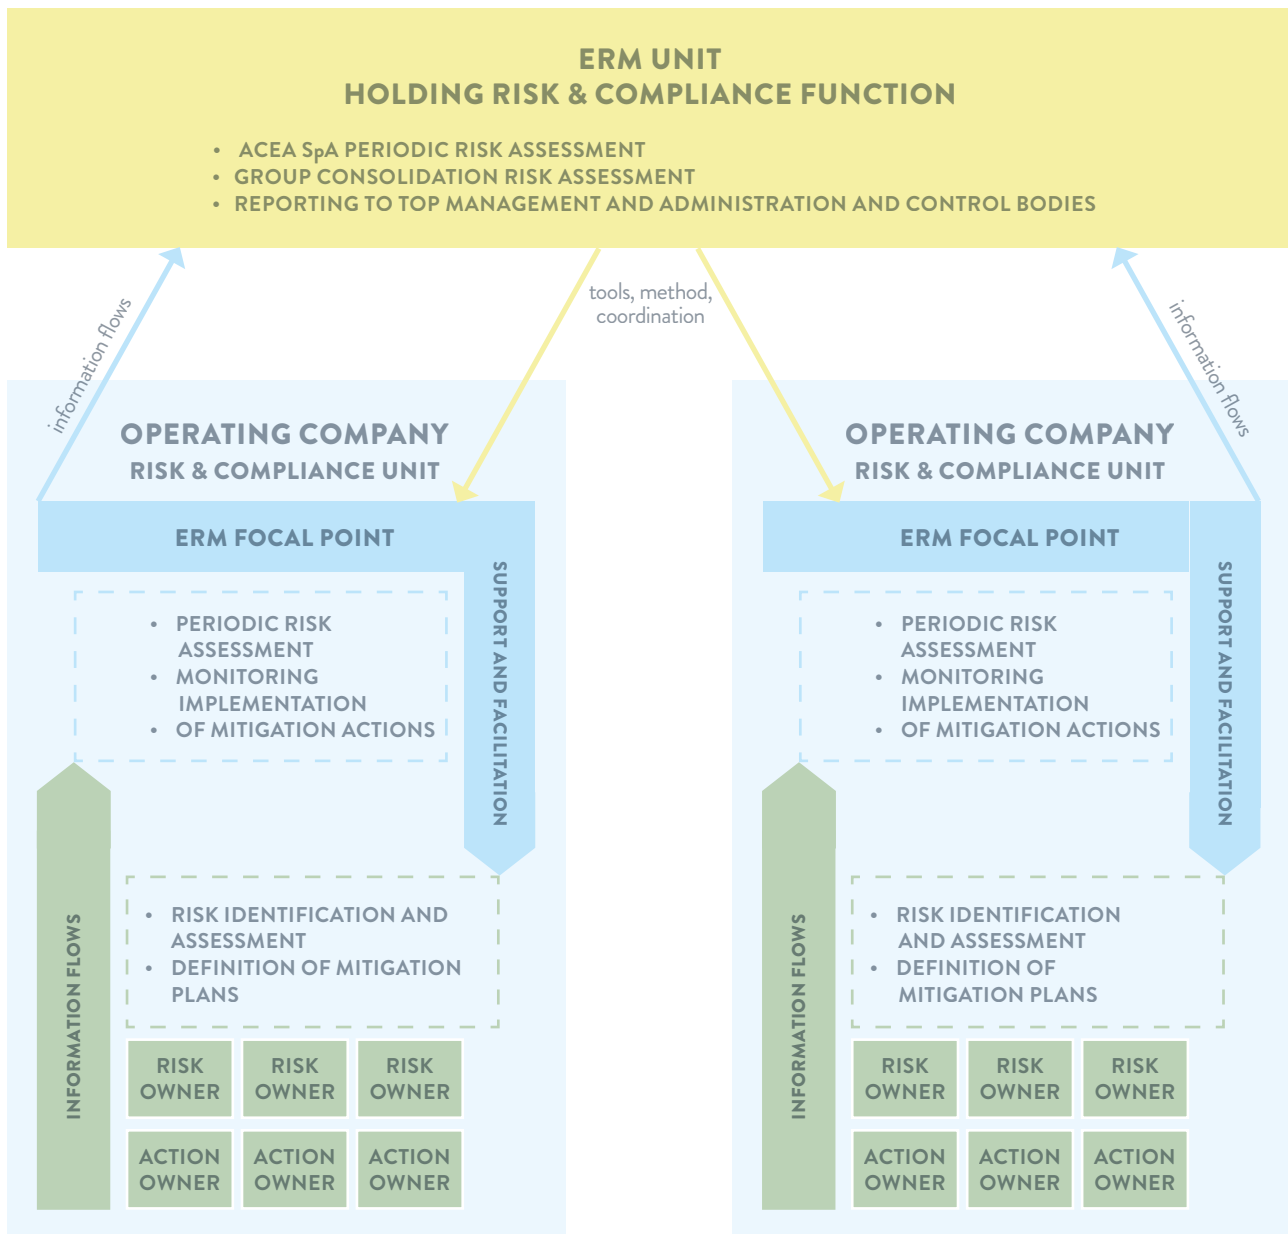 ERM UNIT
HOLDING RISK & COMPLIANCE FUNCTION
• ACEA SpA PERIODIC RISK ASSESSMENT
• GROUP CONSOLIDATION RISK ASSESSMENT
• REPORTING TO TOP MANAGEMENT AND ADMINISTRATION AND CONTROL BODIES
information flows
tools, method,
coordination
information flows
OPERATING COMPANY
RISK & COMPLIANCE UNIT
ERM FOCAL POINT
SUPPORT AND FACILITATION
• PERIODIC RISK
ASSESSMENT
• MONITORING
IMPLEMENTATION
• OF MITIGATION ACTIONS
INFORMATION FLOWS
• RISK IDENTIFICATION AND
ASSESSMENT
• DEFINITION OF MITIGATION
PLANS
RISK
OWNER
RISK
OWNER
RISK
OWNER
ACTION
OWNER
ACTION
OWNER
ACTION
OWNER
OPERATING COMPANY
RISK & COMPLIANCE UNIT
ERM FOCAL POINT
SUPPORT AND FACILITATION
• PERIODIC RISK
ASSESSMENT
• MONITORING
IMPLEMENTATION
• OF MITIGATION ACTIONS
INFORMATION FLOWS
• RISK IDENTIFICATION
AND ASSESSMENT
• DEFINITION OF
MITIGATION PLANS
RISK
OWNER
RISK
OWNER
RISK
OWNER
ACTION
OWNER
ACTION
OWNER
ACTION
OWNER